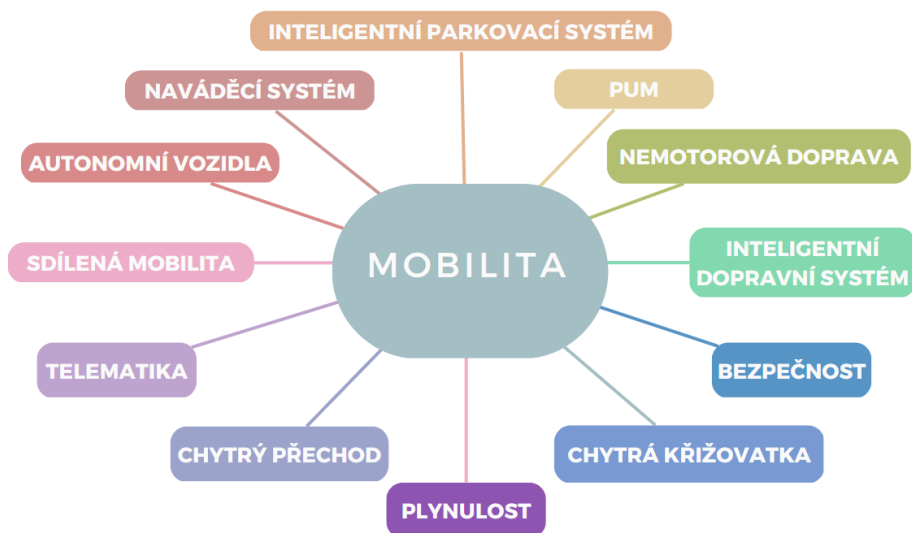 INTELIGENTNÍ PARKOVACÍ SYSTÉM
NAVÁDĚCÍ SYSTÉM
PUM
AUTONOMNÍ VOZIDLA
NEMOTOROVÁ DOPRAVA
SDÍLENÁ MOBILITA
MOBILITA
INTELIGENTNÍ
DOPRAVNÍ SYSTÉM
TELEMATIKA
BEZPEČNOST
CHYTRÝ PŘECHOD
CHYTRÁ KŘIŽOVATKA
PLYNULOST